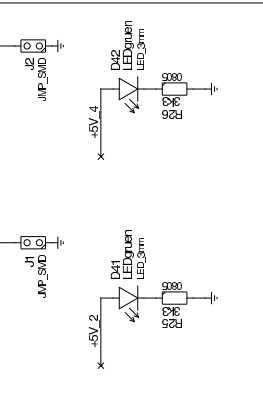 J2
JMP_SMD
+5V_4
D42
LEDgruen
LED_3mm
0805
3K3
R26
J1
JMP_SMD
+5V_2
D41
LEDgruen
LED_3mm
0805
3K3
R25